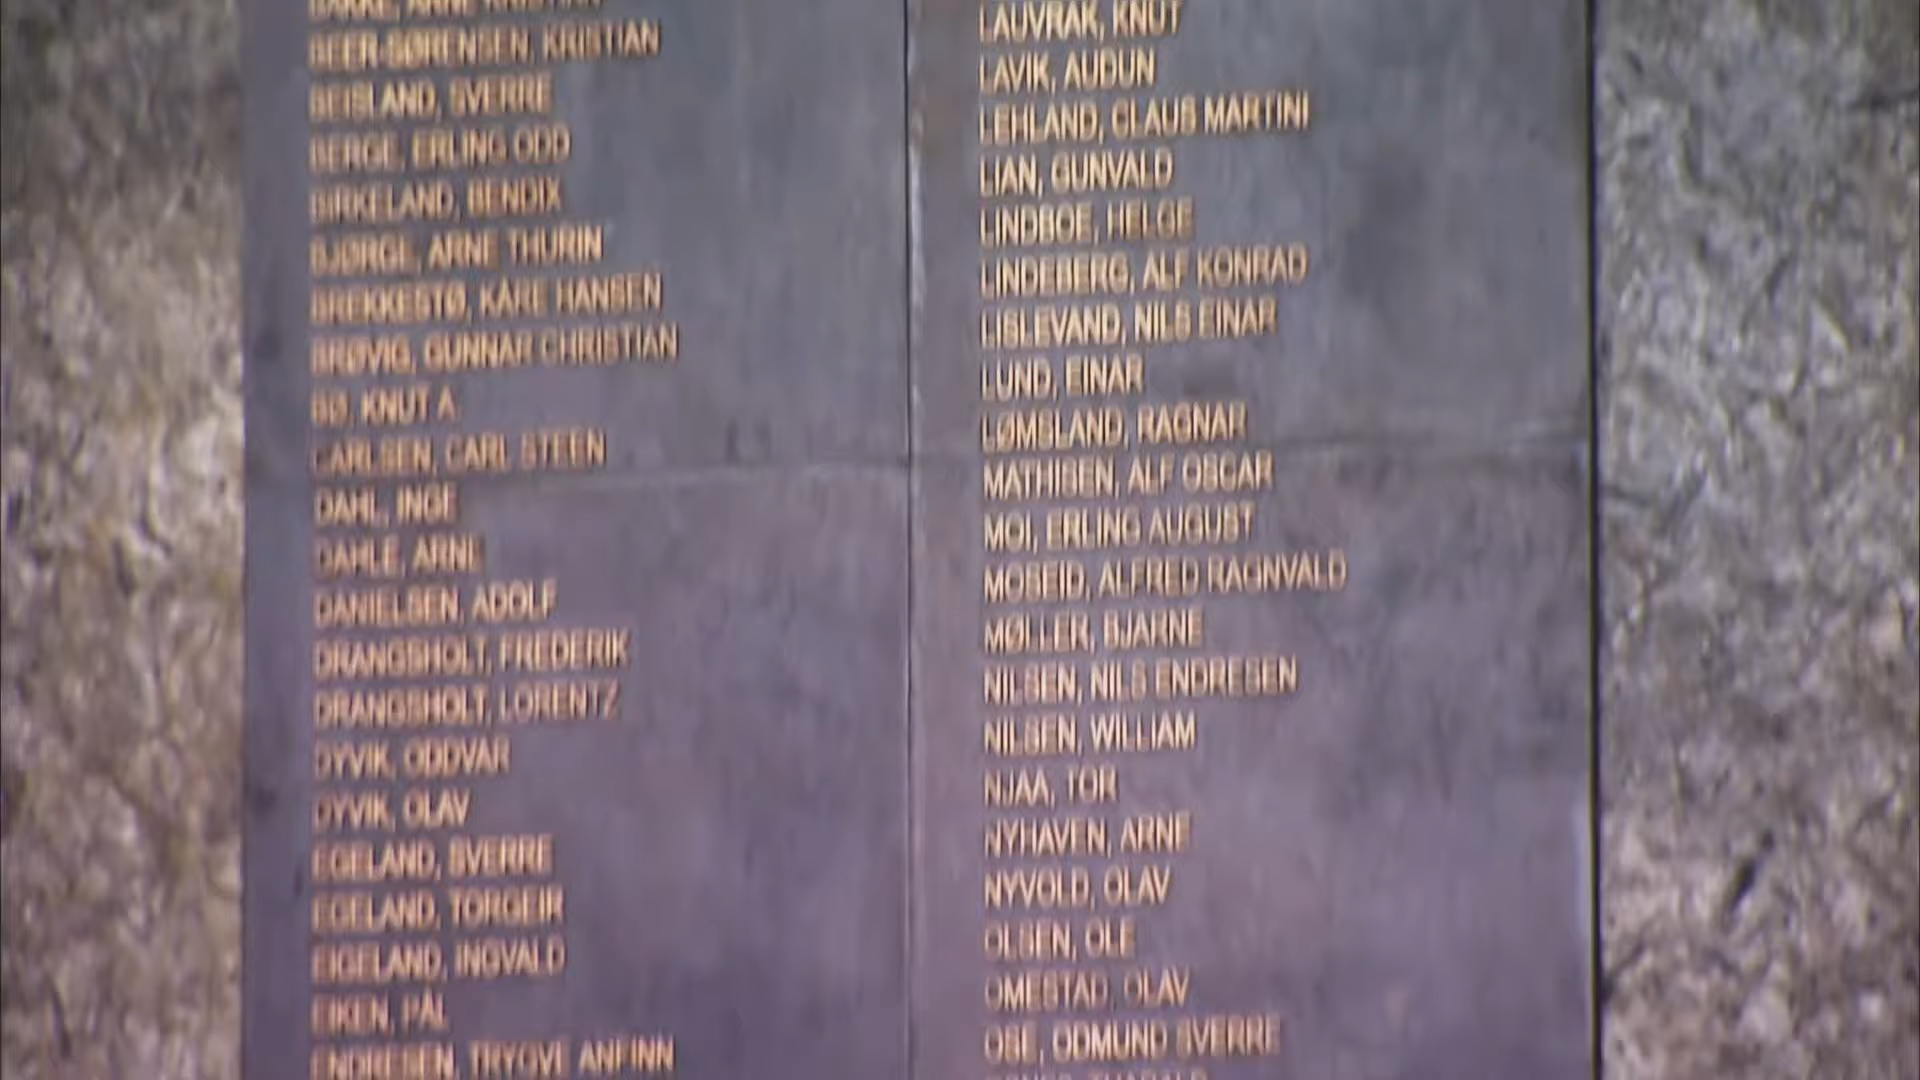 BAKKE, ARNE KRISTIAN
BEER-SØRENSEN, KRISTIAN
BEISLAND, SVERRE
BERGE, ERLING ODD
BIRKELAND, BENDIX
BJØRGE, ARNE THURIN
BREKKESTØ, KÅRE HANSEN
BRØVIG, GUNNAR CHRISTIAN
BØ, KNUT A.
CARLSEN, CARL STEEN
DAHL, INGE
DAHLE, ARNE
DANIELSEN, ADOLF
DRANGSHOLT, FREDERIK
DRANGSHOLT, LORENTZ
DYVIK, ODDVAR
DYVIK, OLAV
EGELAND, SVERRE
EGELAND, TORGEIR
EIGELAND, INGVALD
EIKEN, PÅL
ENDRESEN, TRYGVE ANFINN
LAUVRAK, KNUT
LAVIK, AUDUN
LEHLAND, CLAUS MARTINI
LIAN, GUNVALD
LINDBOE, HELGE
LINDEBERG, ALF KONRAD
LISLEVAND, NILS EINAR
LUND, EINAR
LØMSLAND, RAGNAR
MATHISEN, ALF OSCAR
MOI, ERLING AUGUST
MOSEID, ALFRED RAGNVALD
MØLLER, BJARNE
NILSEN, NILS ENDRESEN
NILSEN, WILLIAM
NJAA, TOR
NYHAVEN, ARNE
NYVOLD, OLAV
OLSEN, OLE
OMESTAD, OLAV
OSE, ODMUND SVERRE